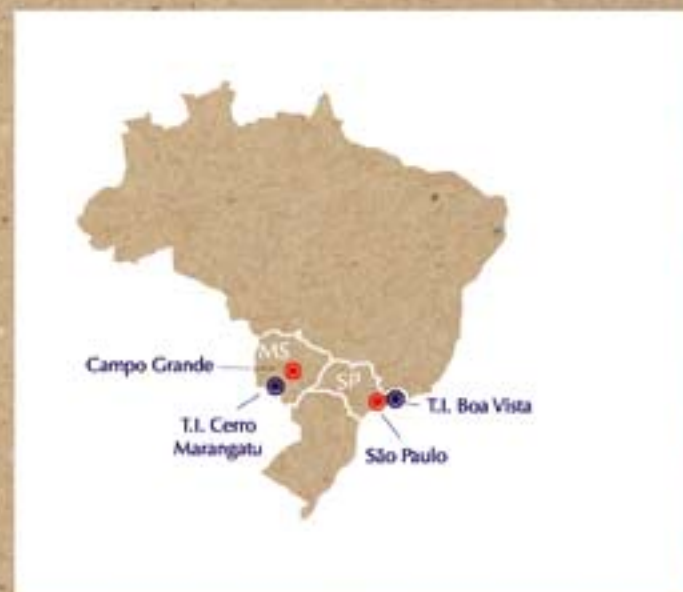 MS
Campo Grande
SP
T.I. Boa Vista
T.I. Cerro
Marangatu
São Paulo